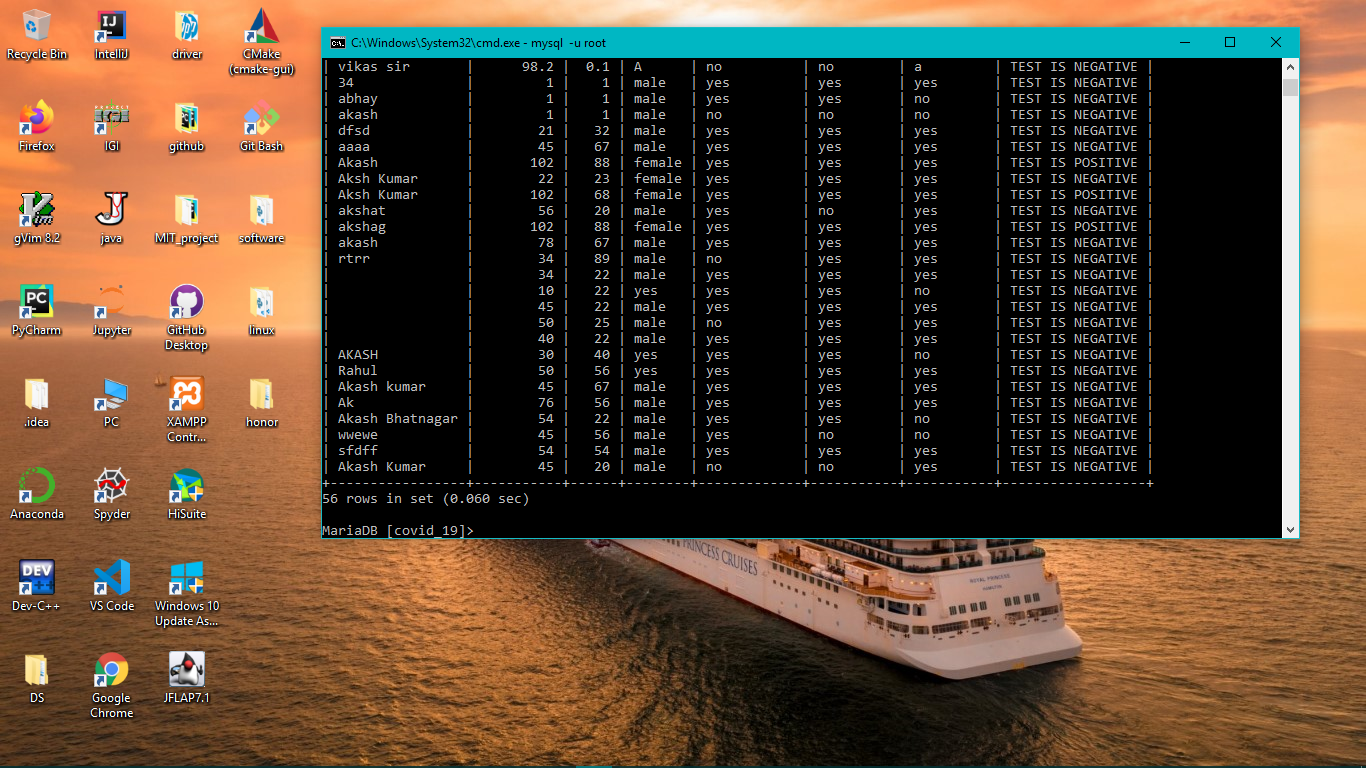 Recycle Bin
IntelliJ
driver
CMake
(cmake-gui)
Firefox
IGI
github
Git Bash
gVim 8.2
java
MIT_project
software
PyCharm
Jupyter
GitHub
Desktop
linux
.idea
PC
XAMPP
Contr...
honor
Anaconda
Spyder
HiSuite
Dev-C++
VS Code
Windows 10
Update As...
DS
Google
Chrome
JFLAP7.1
C:\Windows\System32\cmd.exe - mysql  -u root
| vikas sir       |      98.2 |  0.1 | A      | no          | no        | a         | TEST IS NEGATIVE |
| 34              |         1 |    1 | male   | yes         | yes       | yes       | TEST IS NEGATIVE |
| abhay           |         1 |    1 | male   | yes         | yes       | no        | TEST IS NEGATIVE |
| akash           |         1 |    1 | male   | no          | no        | no        | TEST IS NEGATIVE |
| dfsd            |        21 |   32 | male   | yes         | yes       | yes       | TEST IS NEGATIVE |
| aaaa            |        45 |   67 | male   | yes         | yes       | yes       | TEST IS NEGATIVE |
| Akash           |       102 |   88 | female | yes         | yes       | yes       | TEST IS POSITIVE |
| Aksh Kumar      |        22 |   23 | female | yes         | yes       | yes       | TEST IS NEGATIVE |
| Aksh Kumar      |       102 |   68 | female | yes         | yes       | yes       | TEST IS POSITIVE |
| akshat          |        56 |   20 | male   | yes         | no        | yes       | TEST IS NEGATIVE |
| akshag          |       102 |   88 | female | yes         | yes       | yes       | TEST IS POSITIVE |
| akash           |        78 |   67 | male   | yes         | yes       | yes       | TEST IS NEGATIVE |
| rtrr            |        34 |   89 | male   | no          | yes       | yes       | TEST IS NEGATIVE |
|                 |        34 |   22 | male   | yes         | yes       | yes       | TEST IS NEGATIVE |
|                 |        10 |   22 | yes    | yes         | yes       | no        | TEST IS NEGATIVE |
|                 |        45 |   22 | male   | yes         | yes       | yes       | TEST IS NEGATIVE |
|                 |        50 |   25 | male   | no          | yes       | yes       | TEST IS NEGATIVE |
|                 |        40 |   22 | male   | yes         | yes       | yes       | TEST IS NEGATIVE |
| AKASH           |        30 |   40 | yes    | yes         | yes       | no        | TEST IS NEGATIVE |
| Rahul           |        50 |   56 | yes    | yes         | yes       | yes       | TEST IS NEGATIVE |
| Akash kumar     |        45 |   67 | male   | yes         | yes       | yes       | TEST IS NEGATIVE |
| Ak              |        76 |   56 | male   | yes         | yes       | yes       | TEST IS NEGATIVE |
| Akash Bhatnagar |        54 |   22 | male   | yes         | yes       | no        | TEST IS NEGATIVE |
| wwewe           |        45 |   56 | male   | yes         | no        | no        | TEST IS NEGATIVE |
| sfdff           |        54 |   54 | male   | yes         | yes       | yes       | TEST IS NEGATIVE |
| Akash Kumar     |        45 |   20 | male   | no          | no        | yes       | TEST IS NEGATIVE |
+-----------------+-----------+------+--------+-------------+-----------+-----------+------------------+
56 rows in set (0.060 sec)
MariaDB [covid_19]>
PRINCESS CRUISES
ROYAL PRINCESS